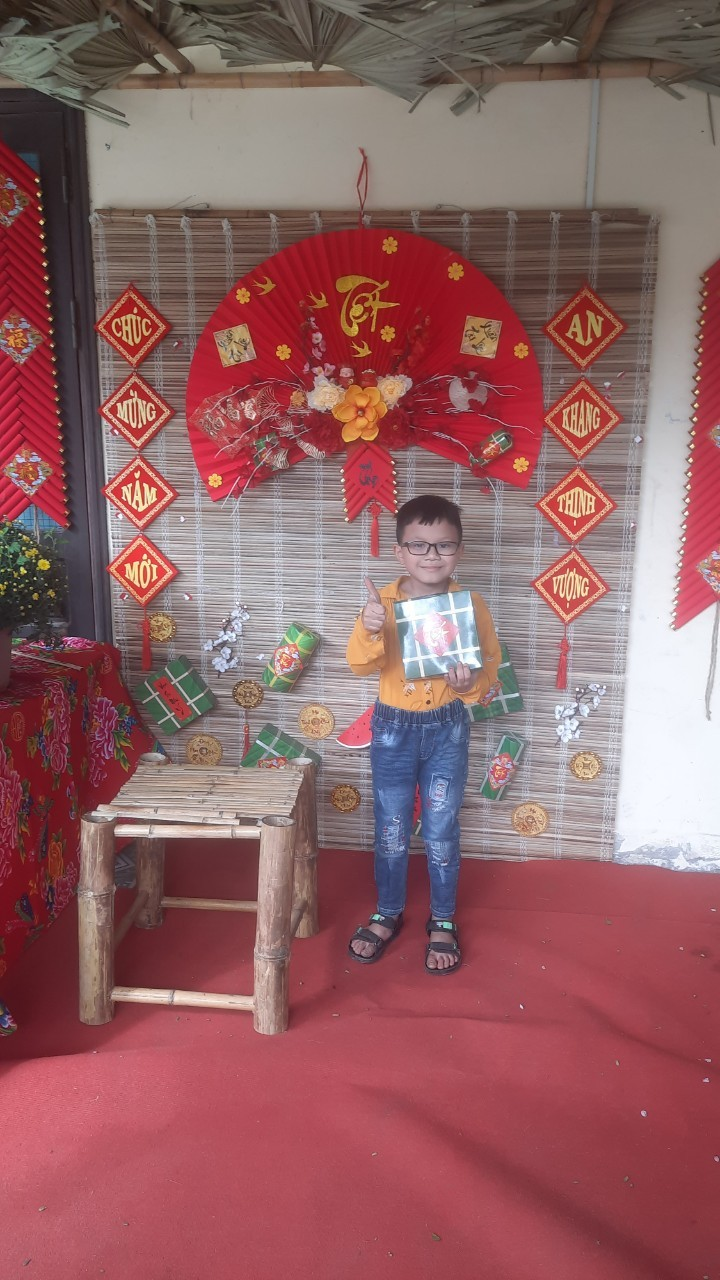 CHÚC
MỪNG
NĂM
MỚI
Tết
AN
KHANG
THỊNH
VƯỢNG